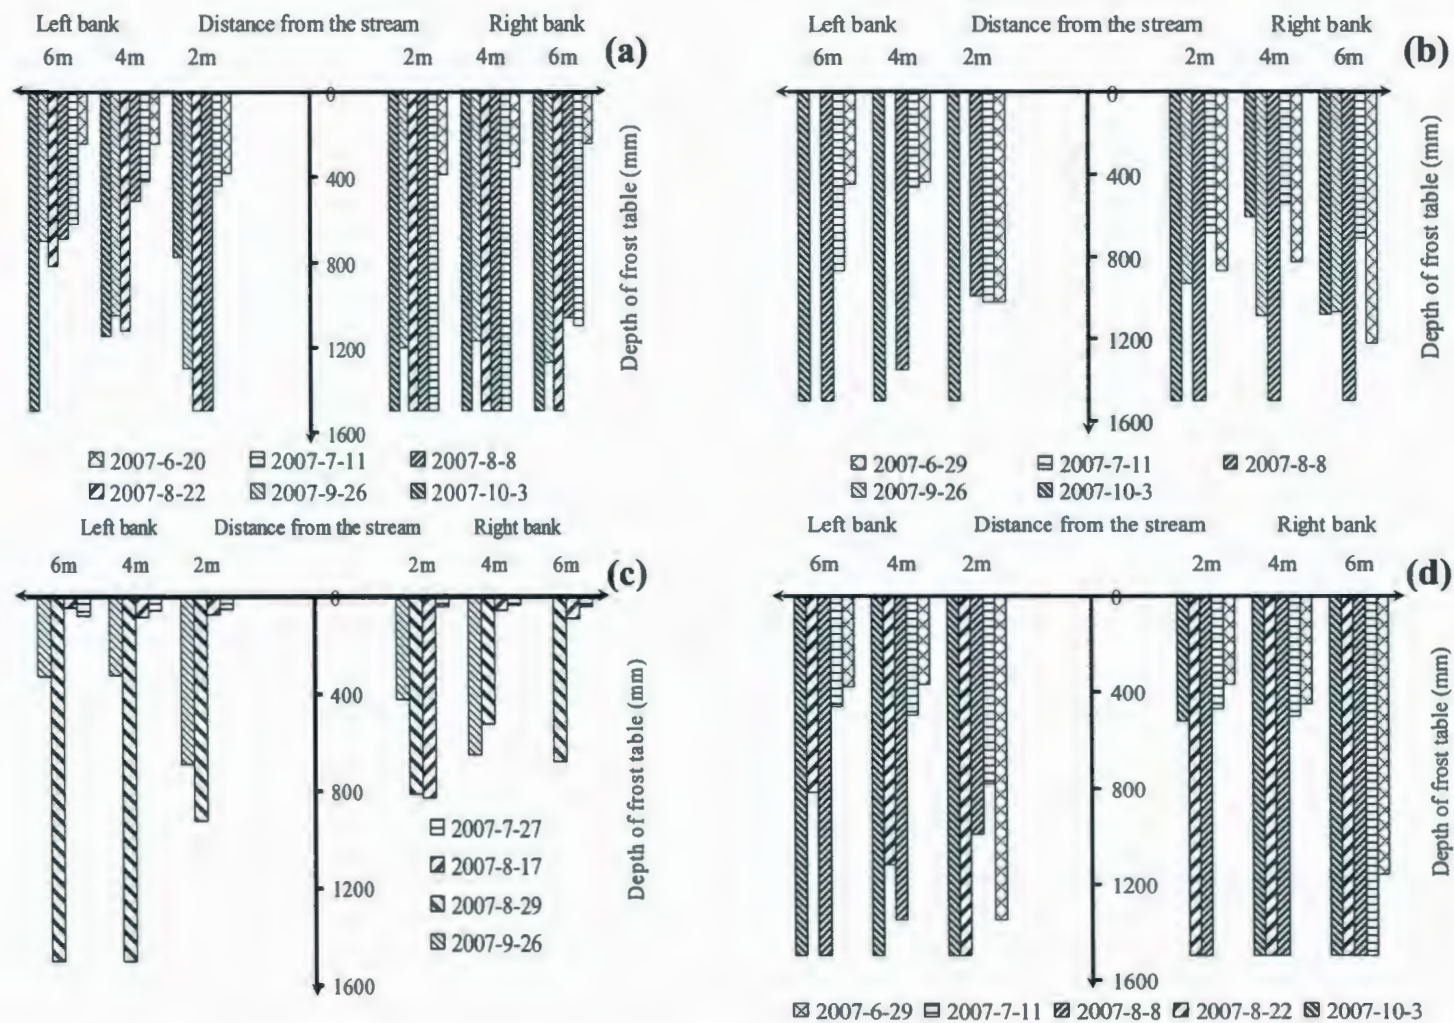 Left bank Distance from the stream Right bank
6m 4m 2m 2m 4m 6m (a)
0
400
800
1200
1600
Depth of frost table (mm)
2007-6-20 2007-7-11 2007-8-8
2007-8-22 2007-9-26 2007-10-3
Left bank Distance from the stream Right bank
6m 4m 2m 2m 4m 6m (b)
0
400
800
1200
1600
Depth of frost table (mm)
2007-6-29 2007-7-11 2007-8-8
2007-9-26 2007-10-3
Left bank Distance from the stream Right bank
6m 4m 2m 2m 4m 6m (c)
0
400
800
1200
1600
Depth of frost table (mm)
2007-7-27
2007-8-17
2007-8-29
2007-9-26
Left bank Distance from the stream Right bank
6m 4m 2m 2m 4m 6m (d)
0
400
800
1200
1600
Depth of frost table (mm)
2007-6-29 2007-7-11 2007-8-8 2007-8-22 2007-10-3